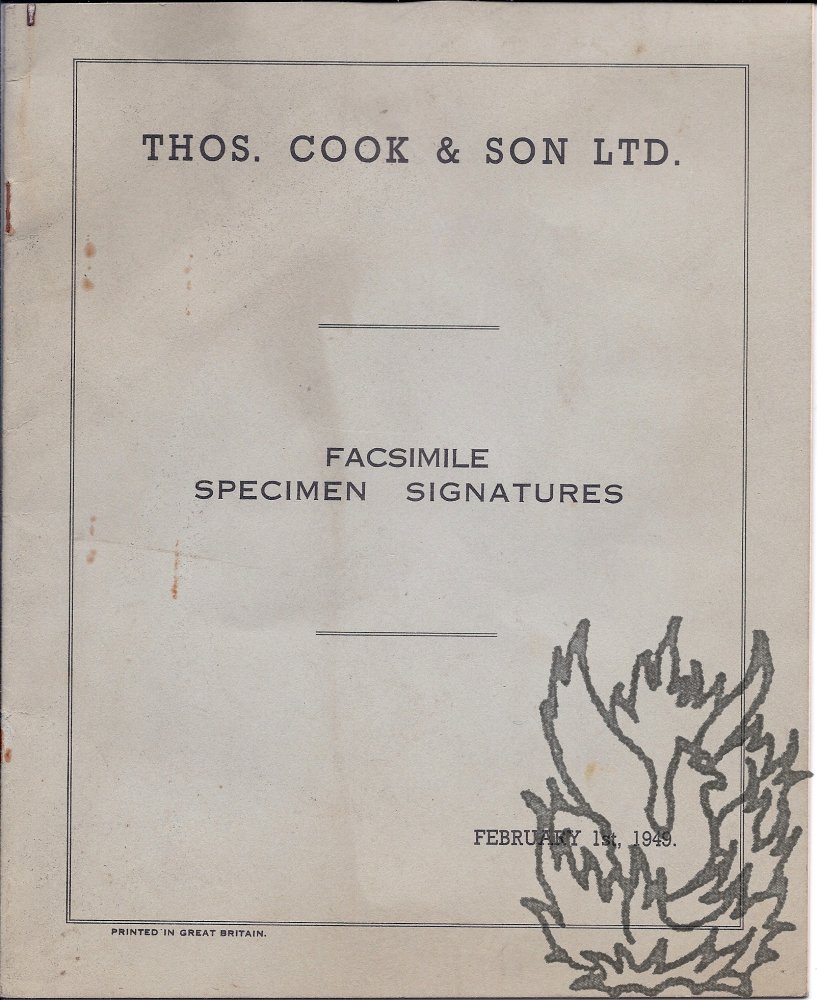 THOS. COOK & SON LTD.
FACSIMILE
SPECIMEN SIGNATURES
FEBRUARY 1st, 1949.
PRINTED IN GREAT BRITAIN.